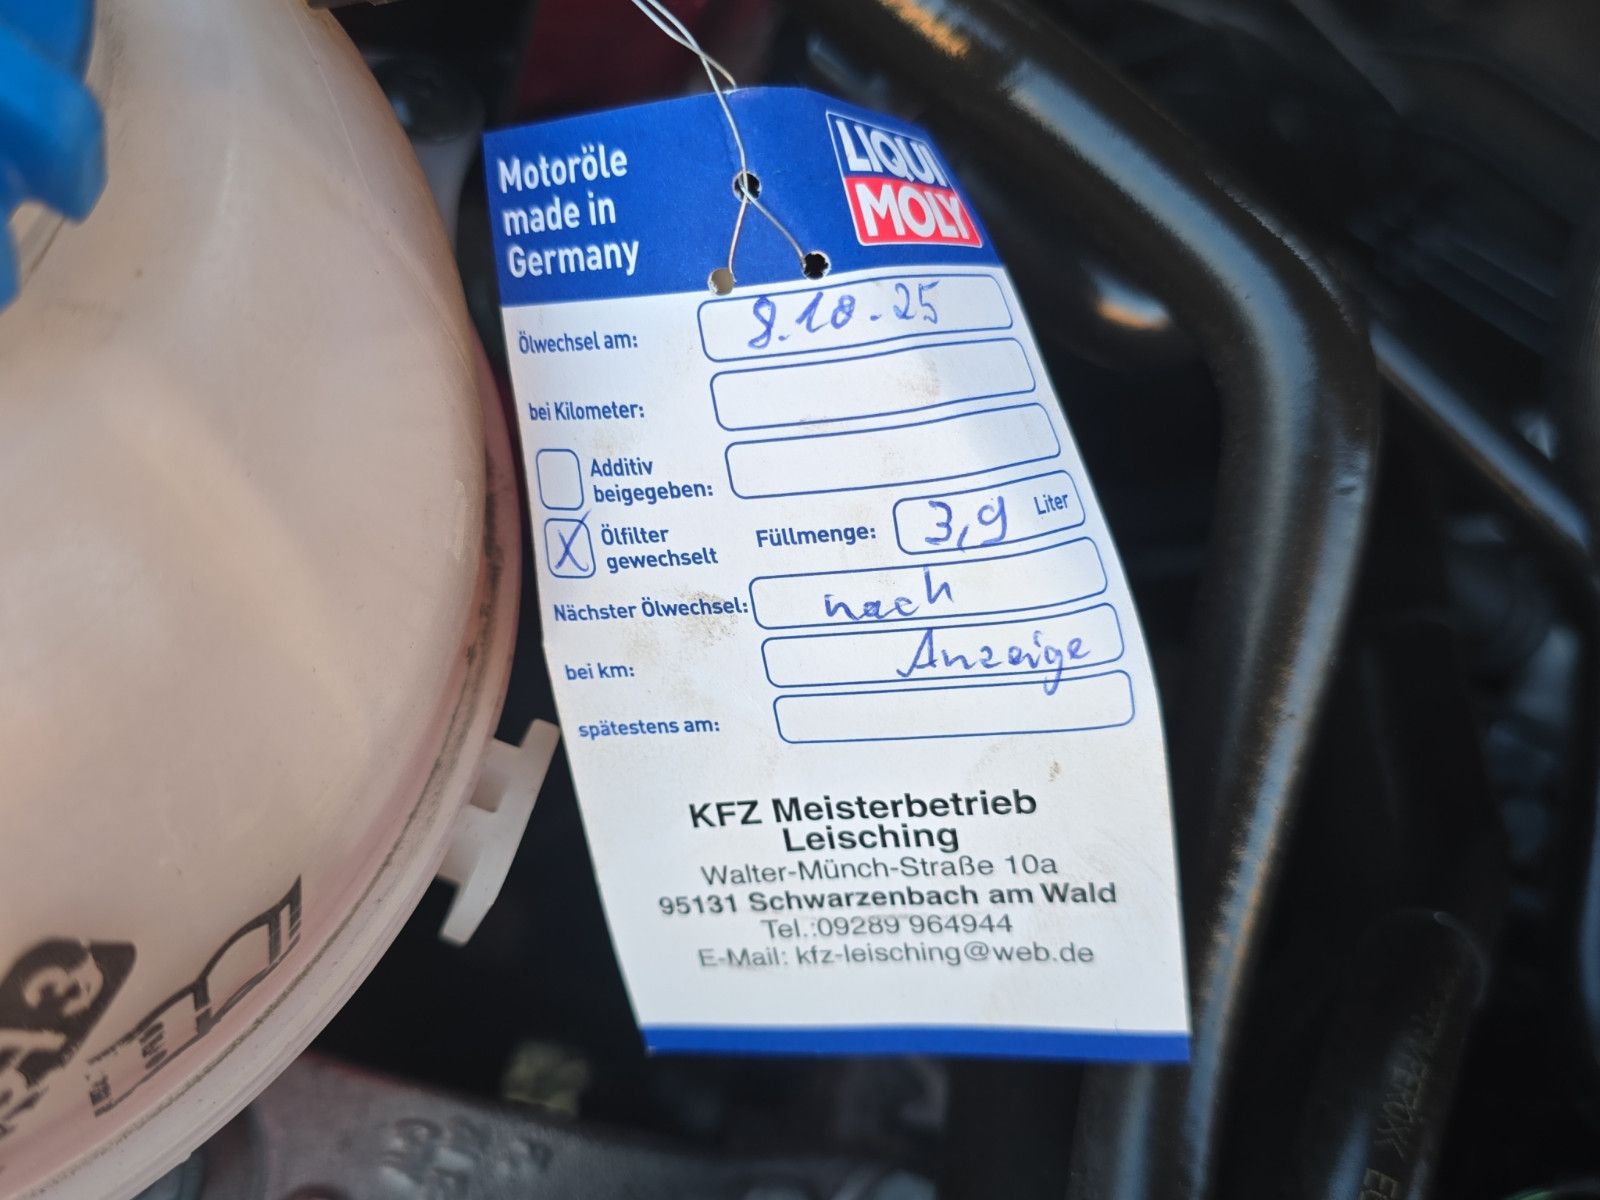 Motoröle
made in
Germany
LIQUI
MOLY
Ölwechsel am: 8.10.25
bei Kilometer:
Additiv
beigegeben:
X Ölfilter
gewechselt
Füllmenge: 3,9 Liter
Nächster Ölwechsel: nach
bei km: Anzeige
spätestens am:
KFZ Meisterbetrieb
Leisching
Walter-Münch-Straße 10a
95131 Schwarzenbach am Wald
Tel.:09289 964944
E-Mail: kfz-leisching@web.de